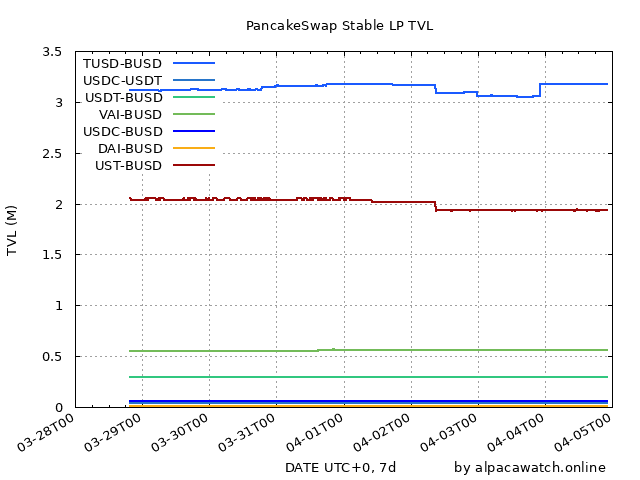 PancakeSwap Stable LP TVL
TVL (M)
3.5
3
2.5
2
1.5
1
0.5
0
TUSD-BUSD
USDC-USDT
USDT-BUSD
VAI-BUSD
USDC-BUSD
DAI-BUSD
UST-BUSD
03-28T00
03-29T00
03-30T00
03-31T00
04-01T00
04-02T00
04-03T00
04-04T00
04-05T00
DATE UTC+0, 7d
by alpacawatch.online